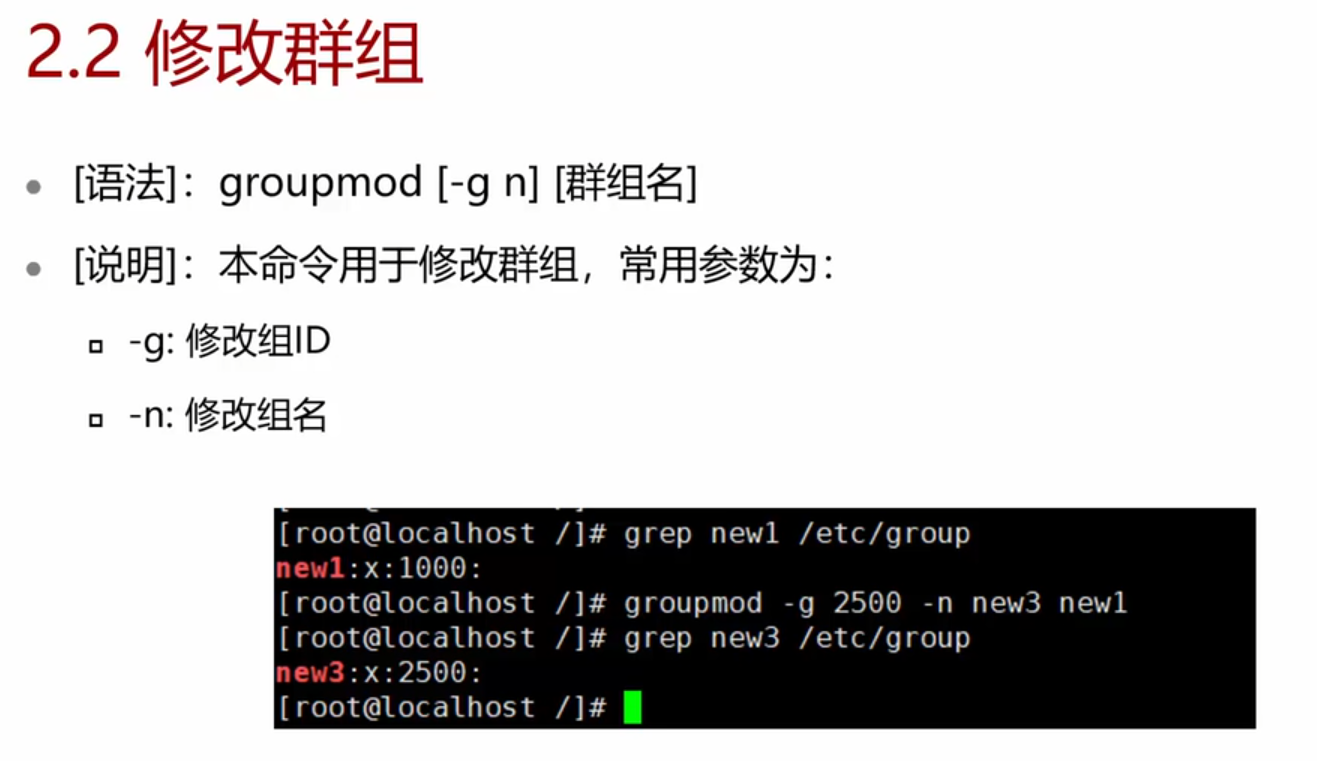 2.2 修改群组
[语法]：groupmod [-g n] [群组名]
[说明]：本命令用于修改群组，常用参数为：
-g: 修改组ID
-n: 修改组名
[root@localhost /]# grep new1 /etc/group
new1:x:1000:
[root@localhost /]# groupmod -g 2500 -n new3 new1
[root@localhost /]# grep new3 /etc/group
new3:x:2500:
[root@localhost /]#